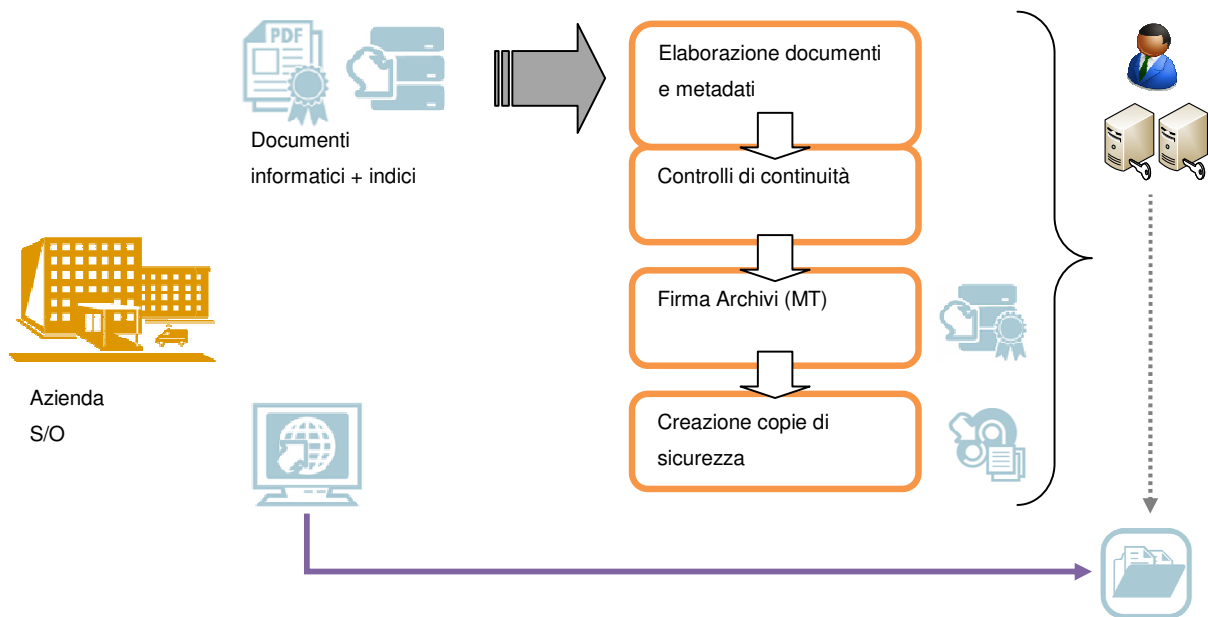 PDF
Documenti
informatici + indici
Elaborazione documenti
e metadati
Controlli di continuità
Firma Archivi (MT)
Creazione copie di
sicurezza
Azienda
S/O